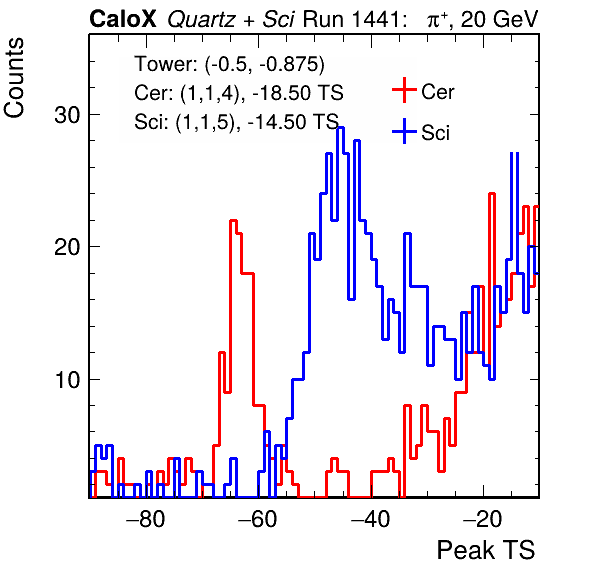 CaloX Quartz + Sci Run 1441: π+, 20 GeV
Counts
Tower: (-0.5, -0.875)
Cer: (1,1,4), -18.50 TS
Sci: (1,1,5), -14.50 TS
Cer
Sci
30
20
10
−80 −60 −40 −20
Peak TS